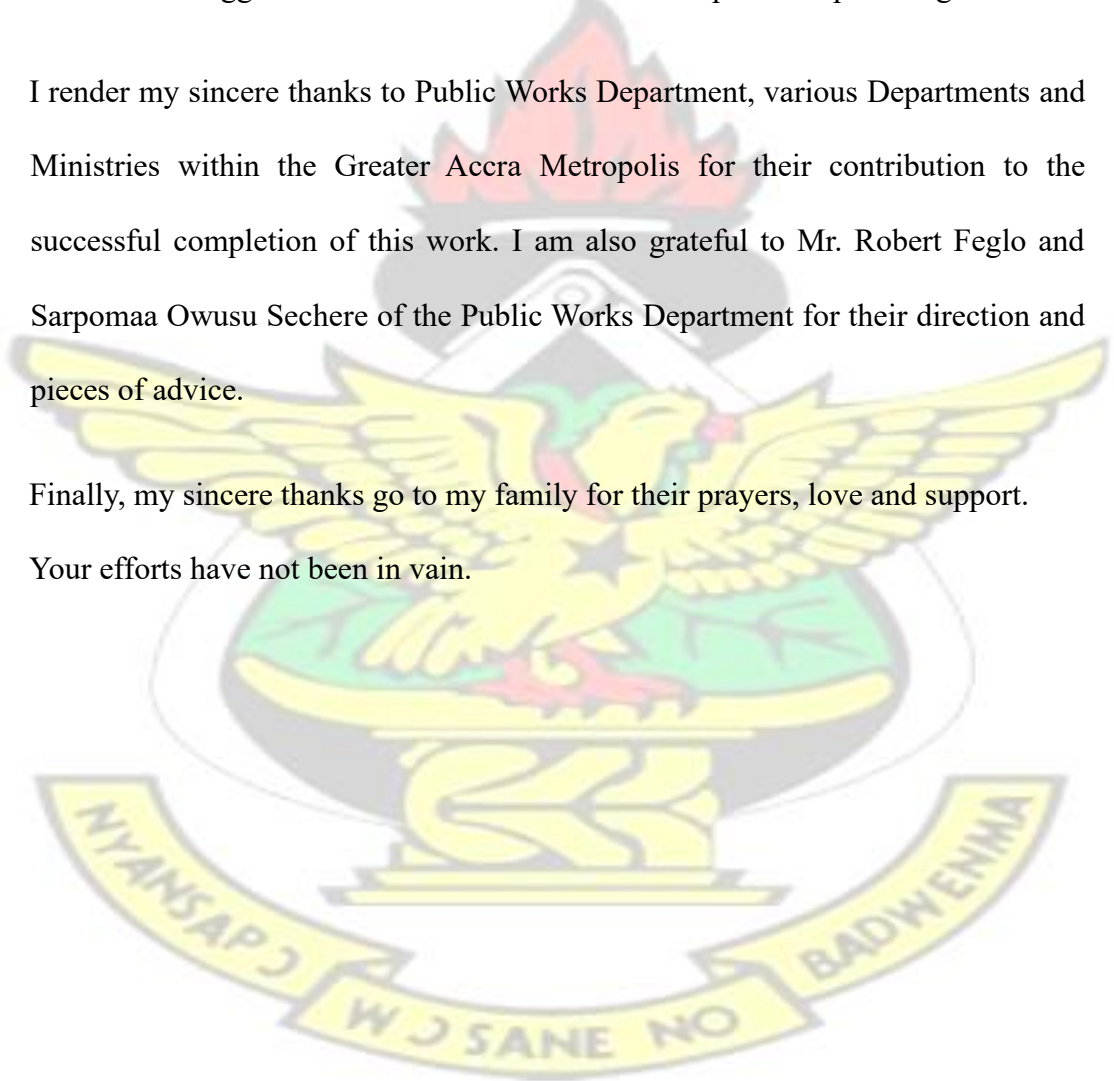 I render my sincere thanks to Public Works Department, various Departments and
Ministries within the Greater Accra Metropolis for their contribution to the
successful completion of this work. I am also grateful to Mr. Robert Feglo and
Sarpomaa Owusu Sechere of the Public Works Department for their direction and
pieces of advice.
Finally, my sincere thanks go to my family for their prayers, love and support.
Your efforts have not been in vain.
NYANSAPƆ
WƆSANE NO
BADWENMA